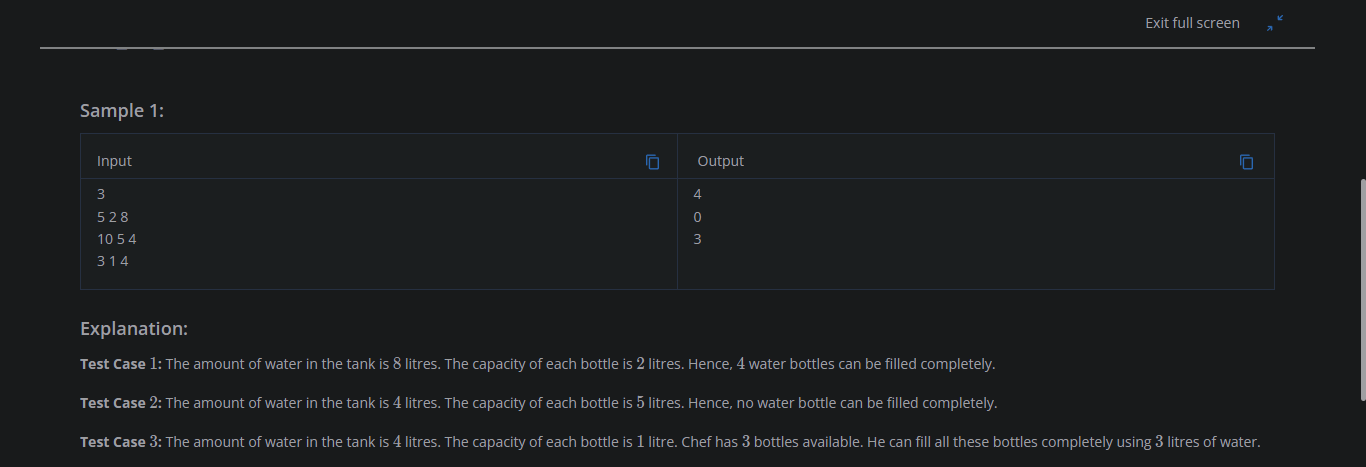 Exit full screen
Sample 1:
Input
Output
3
5 2 8
10 5 4
3 1 4
4
0
3
Explanation:
Test Case 1: The amount of water in the tank is 8 litres. The capacity of each bottle is 2 litres. Hence, 4 water bottles can be filled completely.
Test Case 2: The amount of water in the tank is 4 litres. The capacity of each bottle is 5 litres. Hence, no water bottle can be filled completely.
Test Case 3: The amount of water in the tank is 4 litres. The capacity of each bottle is 1 litre. Chef has 3 bottles available. He can fill all these bottles completely using 3 litres of water.